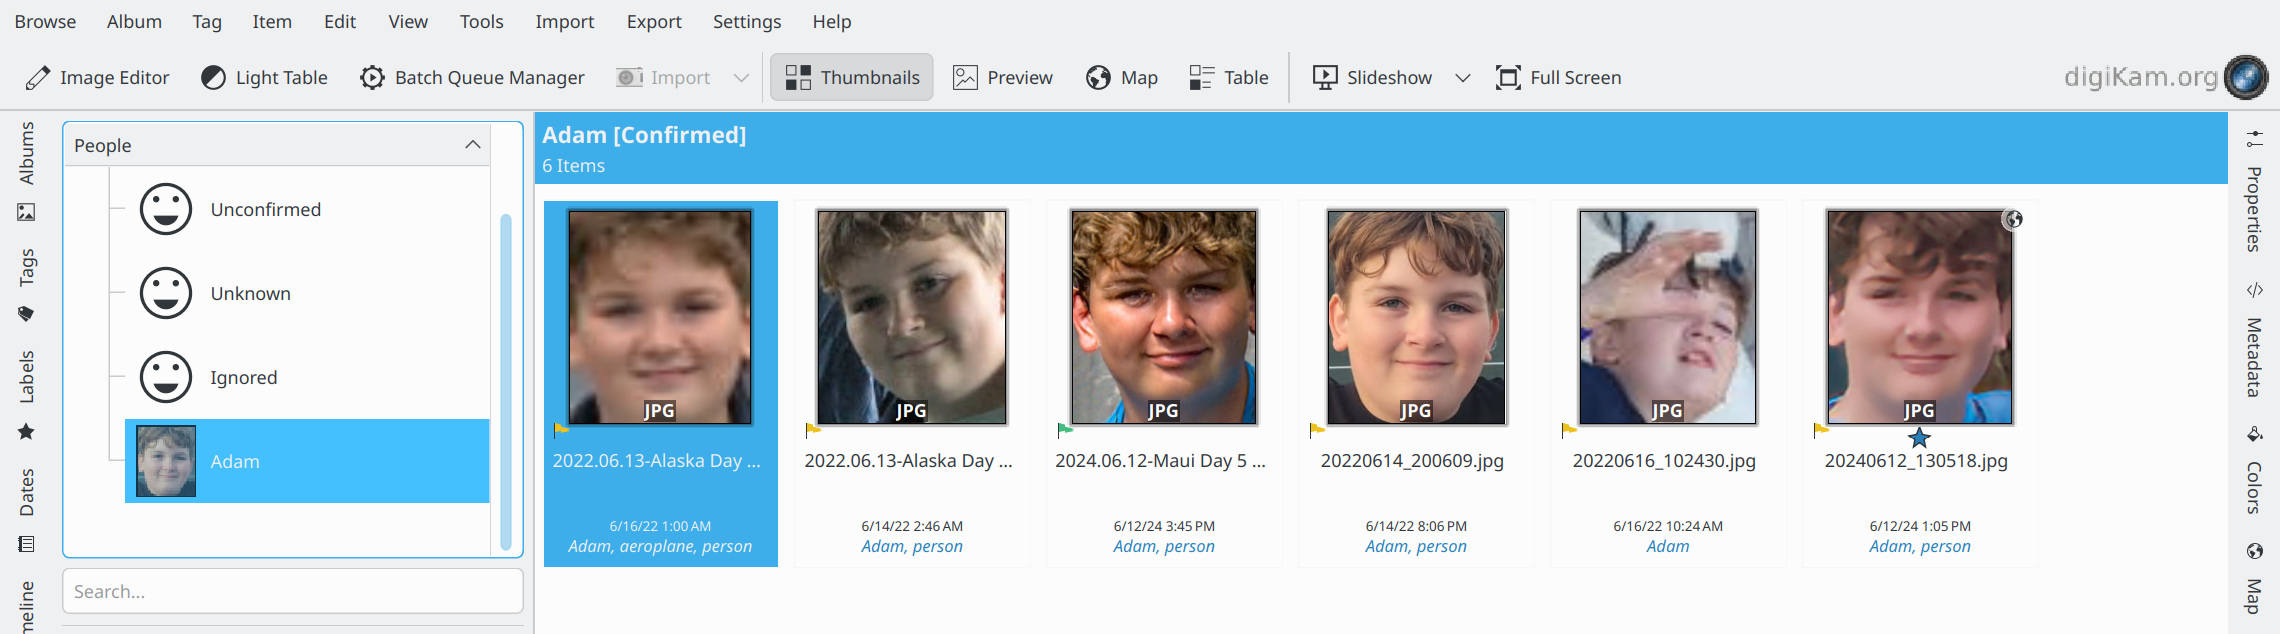 Browse Album Tag Item Edit View Tools Import Export Settings Help
Image Editor Light Table Batch Queue Manager Import Thumbnails Preview Map Table Slideshow Full Screen digiKam.org
Albums
Tags
Labels
Dates
meline
People
Unconfirmed
Unknown
Ignored
Adam
Search...
Adam [Confirmed]
6 Items
JPG
2022.06.13-Alaska Day ...
6/16/22 1:00 AM
Adam, aeroplane, person
JPG
2022.06.13-Alaska Day ...
6/14/22 2:46 AM
Adam, person
JPG
2024.06.12-Maui Day 5 ...
6/12/24 3:45 PM
Adam, person
JPG
20220614_200609.jpg
6/14/22 8:06 PM
Adam, person
JPG
20220616_102430.jpg
6/16/22 10:24 AM
Adam
JPG
20240612_130518.jpg
6/12/24 1:05 PM
Adam, person
Properties
Metadata
Colors
Map